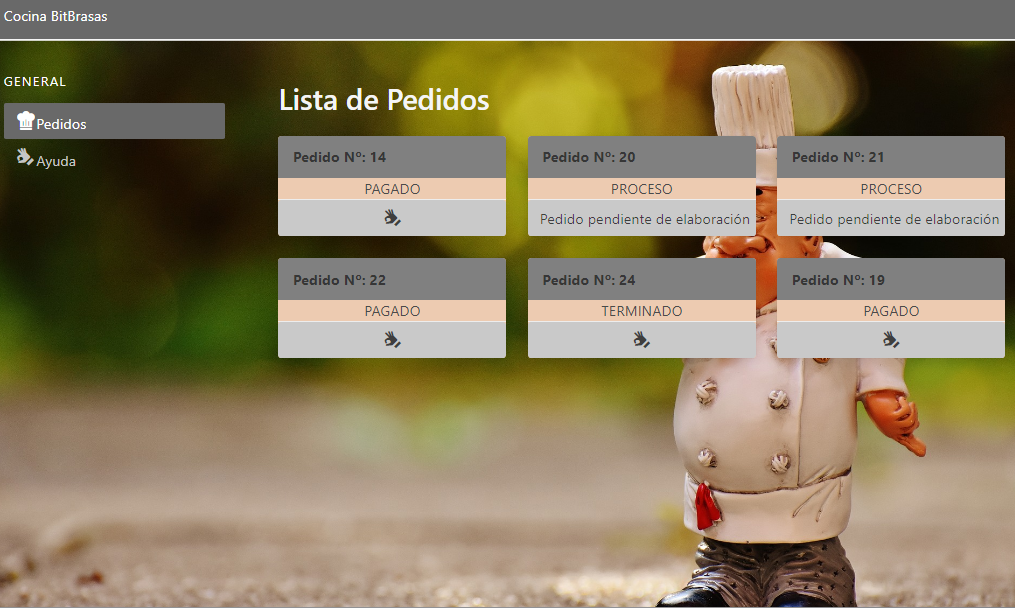 Cocina BitBrasas
GENERAL
Pedidos
Ayuda
Lista de Pedidos
Pedido Nº: 14
PAGADO
Pedido Nº: 20
PROCESO
Pedido pendiente de elaboración
Pedido Nº: 21
PROCESO
Pedido pendiente de elaboración
Pedido Nº: 22
PAGADO
Pedido Nº: 24
TERMINADO
Pedido Nº: 19
PAGADO